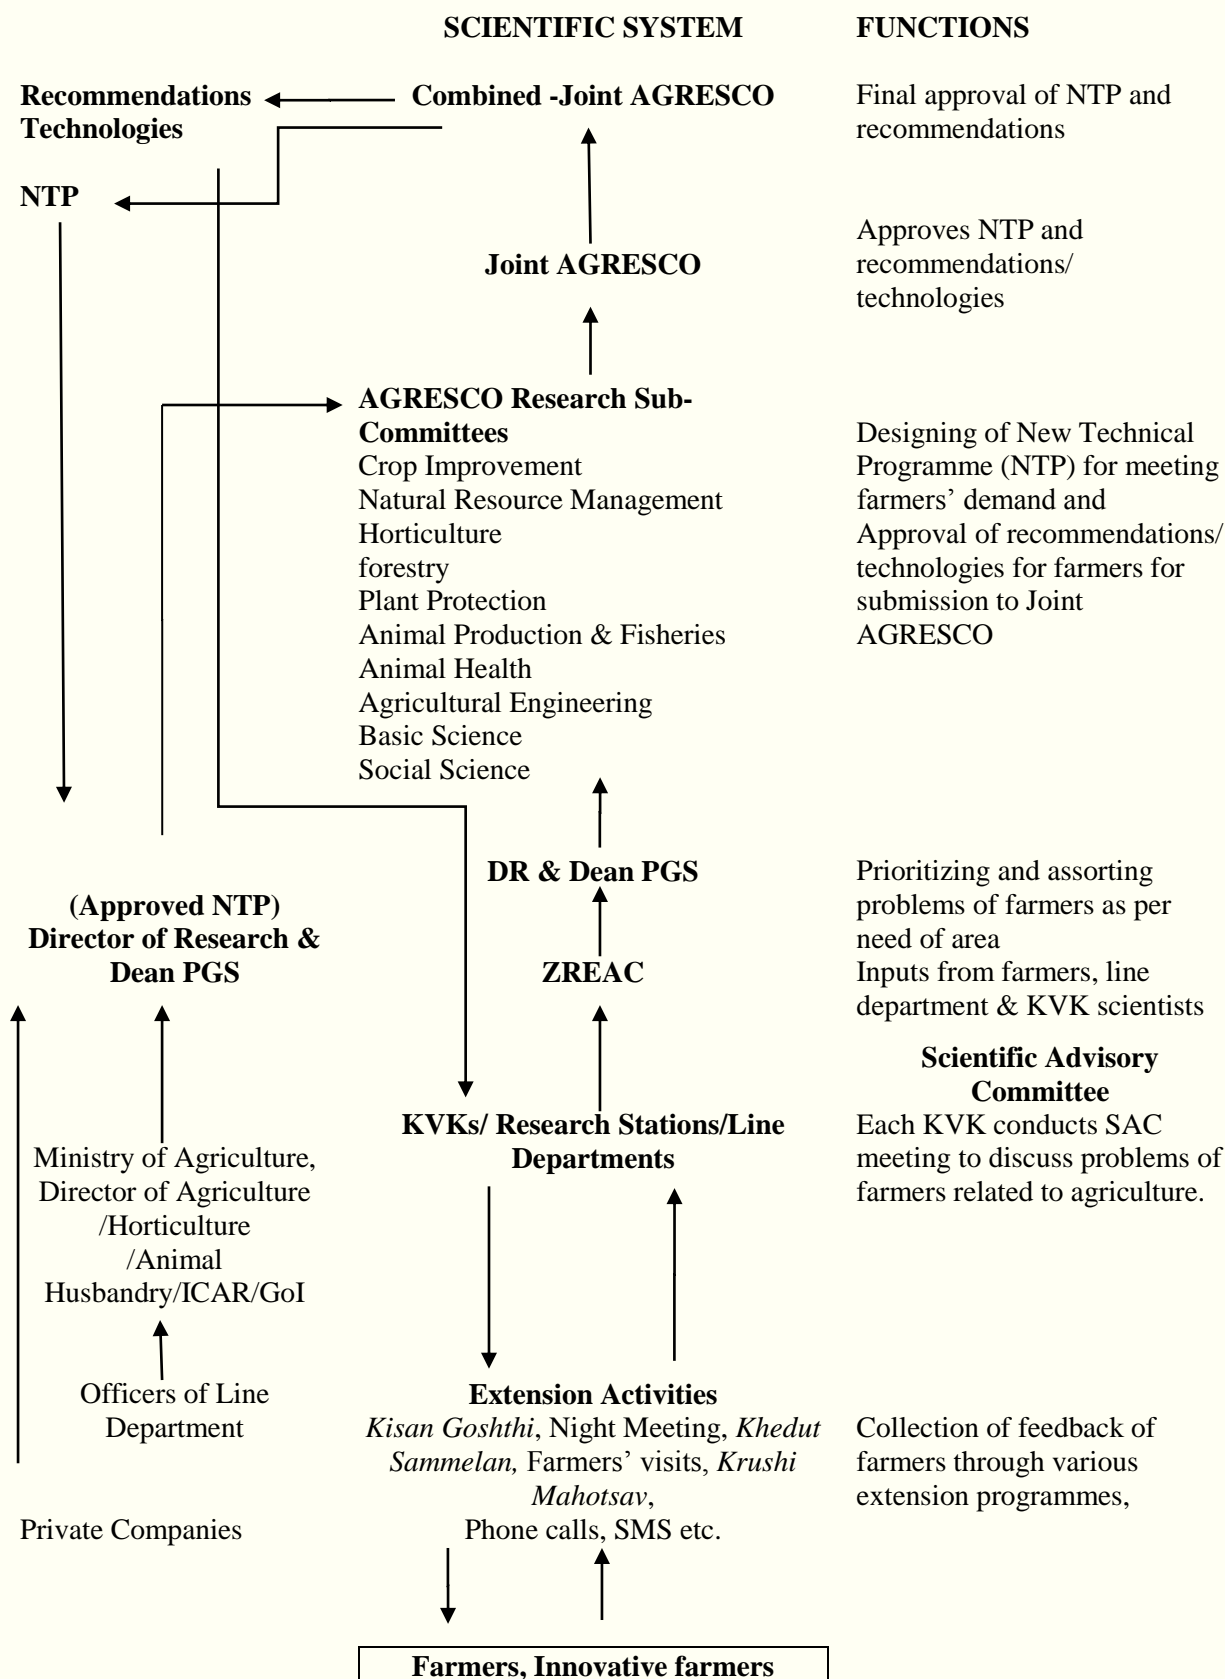 SCIENTIFIC SYSTEM
FUNCTIONS
Recommendations
Technologies
Combined -Joint AGRESCO
Final approval of NTP and
recommendations
NTP
Joint AGRESCO
Approves NTP and
recommendations/
technologies
AGRESCO Research Sub-
Committees
Crop Improvement
Natural Resource Management
Horticulture
forestry
Plant Protection
Animal Production & Fisheries
Animal Health
Agricultural Engineering
Basic Science
Social Science
Designing of New Technical
Programme (NTP) for meeting
farmers’ demand and
Approval of recommendations/
technologies for farmers for
submission to Joint
AGRESCO
(Approved NTP)
Director of Research &
Dean PGS
DR & Dean PGS
ZREAC
Prioritizing and assorting
problems of farmers as per
need of area
Inputs from farmers, line
department & KVK scientists
KVKs/ Research Stations/Line
Departments
Scientific Advisory
Committee
Each KVK conducts SAC
meeting to discuss problems of
farmers related to agriculture.
Ministry of Agriculture,
Director of Agriculture
/Horticulture
/Animal
Husbandry/ICAR/GoI
Officers of Line
Department
Extension Activities
Kisan Goshthi, Night Meeting, Khedut
Sammelan, Farmers’ visits, Krushi
Mahotsav,
Phone calls, SMS etc.
Collection of feedback of
farmers through various
extension programmes,
Private Companies
Farmers, Innovative farmers